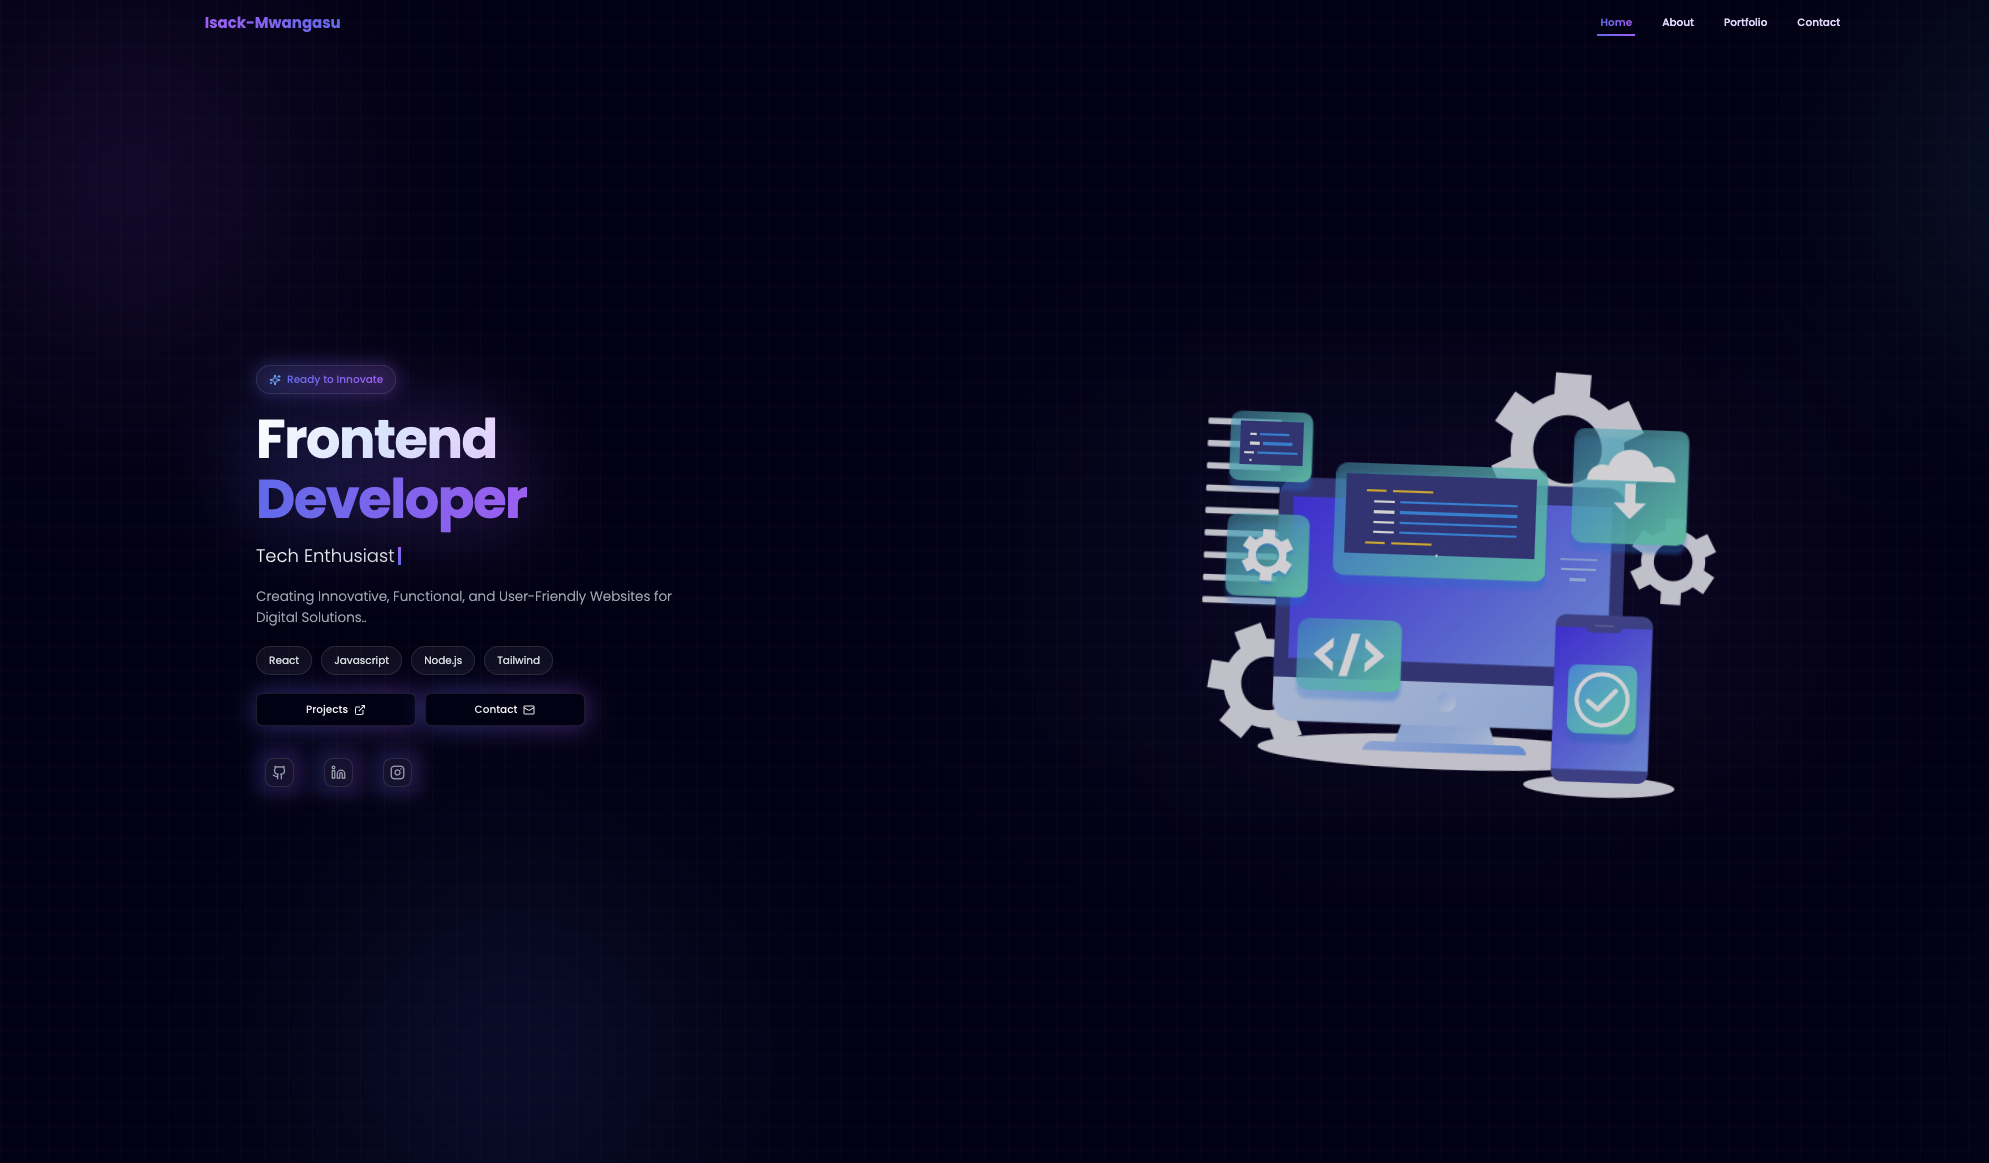 Isack-Mwangasu
Home About Portfolio Contact
Ready to Innovate
Frontend
Developer
Tech Enthusiast
Creating Innovative, Functional, and User-Friendly Websites for
Digital Solutions..
React Javascript Node.js Tailwind
Projects Contact